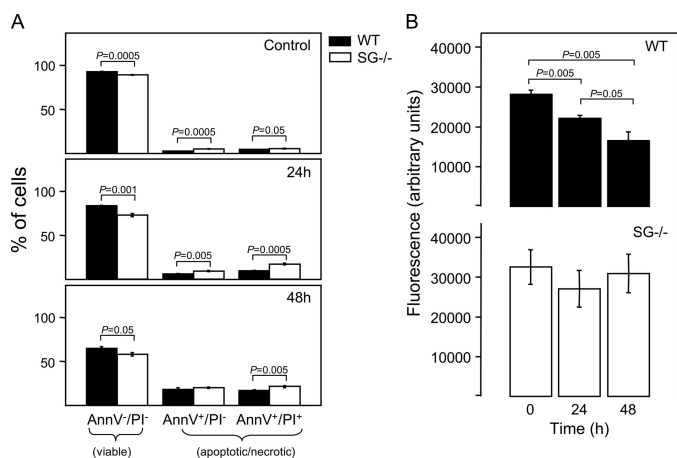 A
Control
WT
SG-/-
% of cells
100
50
P=0.0005
P=0.0005
P=0.05
24h
100
50
P=0.001
P=0.005
P=0.0005
48h
100
50
P=0.05
P=0.005
AnnV-/PI- AnnV+/PI- AnnV+/PI+
(viable) (apoptotic/necrotic)
B
WT
Fluorescence (arbitrary units)
40000
30000
20000
10000
P=0.005
P=0.005
P=0.05
SG-/-
40000
30000
20000
10000
0 24 48
Time (h)